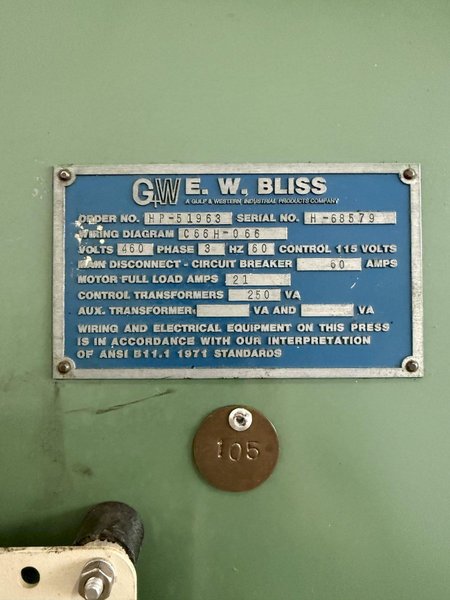 G+W E. W. BLISS
A GULF & WESTERN INDUSTRIAL PRODUCTS COMPANY
ORDER NO. HP-51963 SERIAL NO. H-68579
WIRING DIAGRAM C66H-066
VOLTS 460 PHASE 3 HZ 60 CONTROL 115 VOLTS
MAIN DISCONNECT - CIRCUIT BREAKER 60 AMPS
MOTOR FULL LOAD AMPS 21
CONTROL TRANSFORMERS 250 VA
AUX. TRANSFORMER VA AND VA
WIRING AND ELECTRICAL EQUIPMENT ON THIS PRESS
IS IN ACCORDANCE WITH OUR INTERPRETATION
OF ANSI B11.1 1971 STANDARDS
105